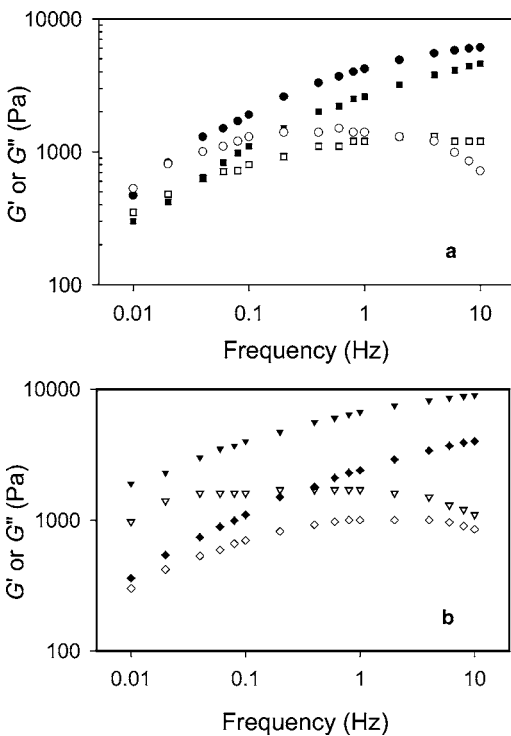 10000
1000
100
G' or G" (Pa)
a
0.01 0.1 1 10
Frequency (Hz)
10000
1000
100
G' or G" (Pa)
b
0.01 0.1 1 10
Frequency (Hz)